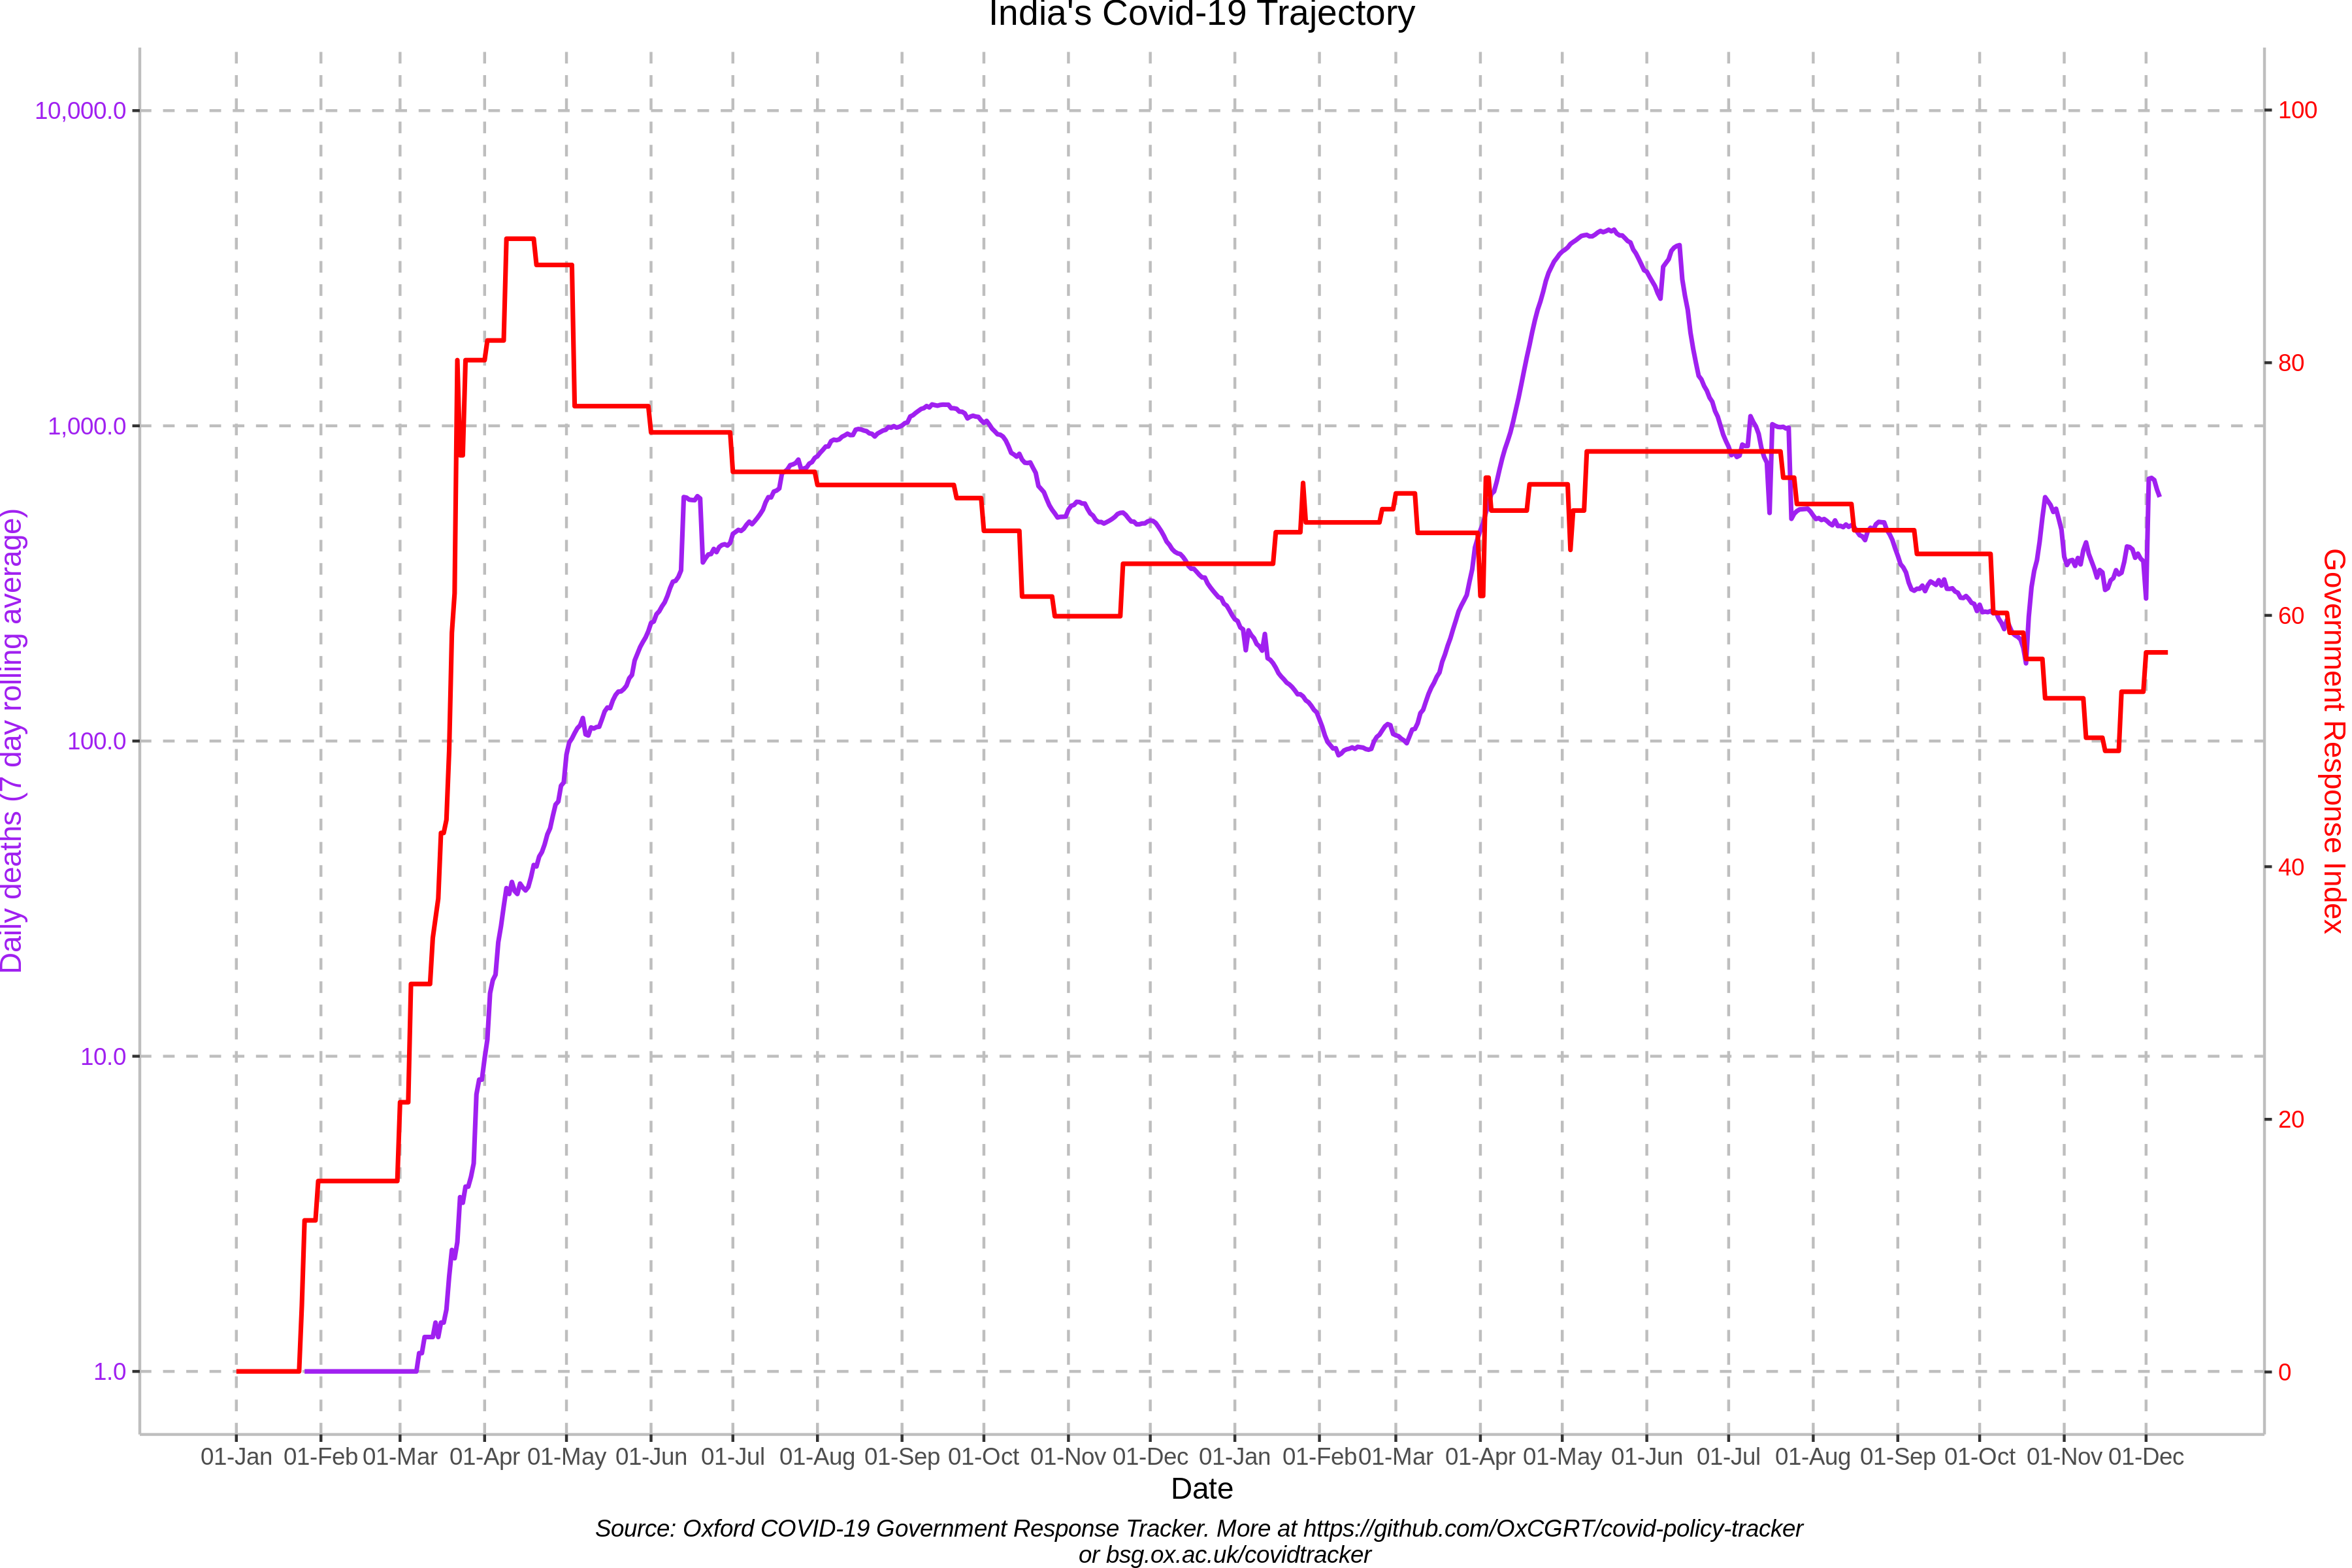 India's Covid-19 Trajectory
10,000.0
1,000.0
100.0
10.0
1.0
Daily deaths (7 day rolling average)
100
80
60
40
20
0
Government Response Index
01-Jan 01-Feb 01-Mar 01-Apr 01-May 01-Jun 01-Jul 01-Aug 01-Sep 01-Oct 01-Nov 01-Dec 01-Jan 01-Feb 01-Mar 01-Apr 01-May 01-Jun 01-Jul 01-Aug 01-Sep 01-Oct 01-Nov 01-Dec
Date
Source: Oxford COVID-19 Government Response Tracker. More at https://github.com/OxCGRT/covid-policy-tracker
or bsg.ox.ac.uk/covidtracker